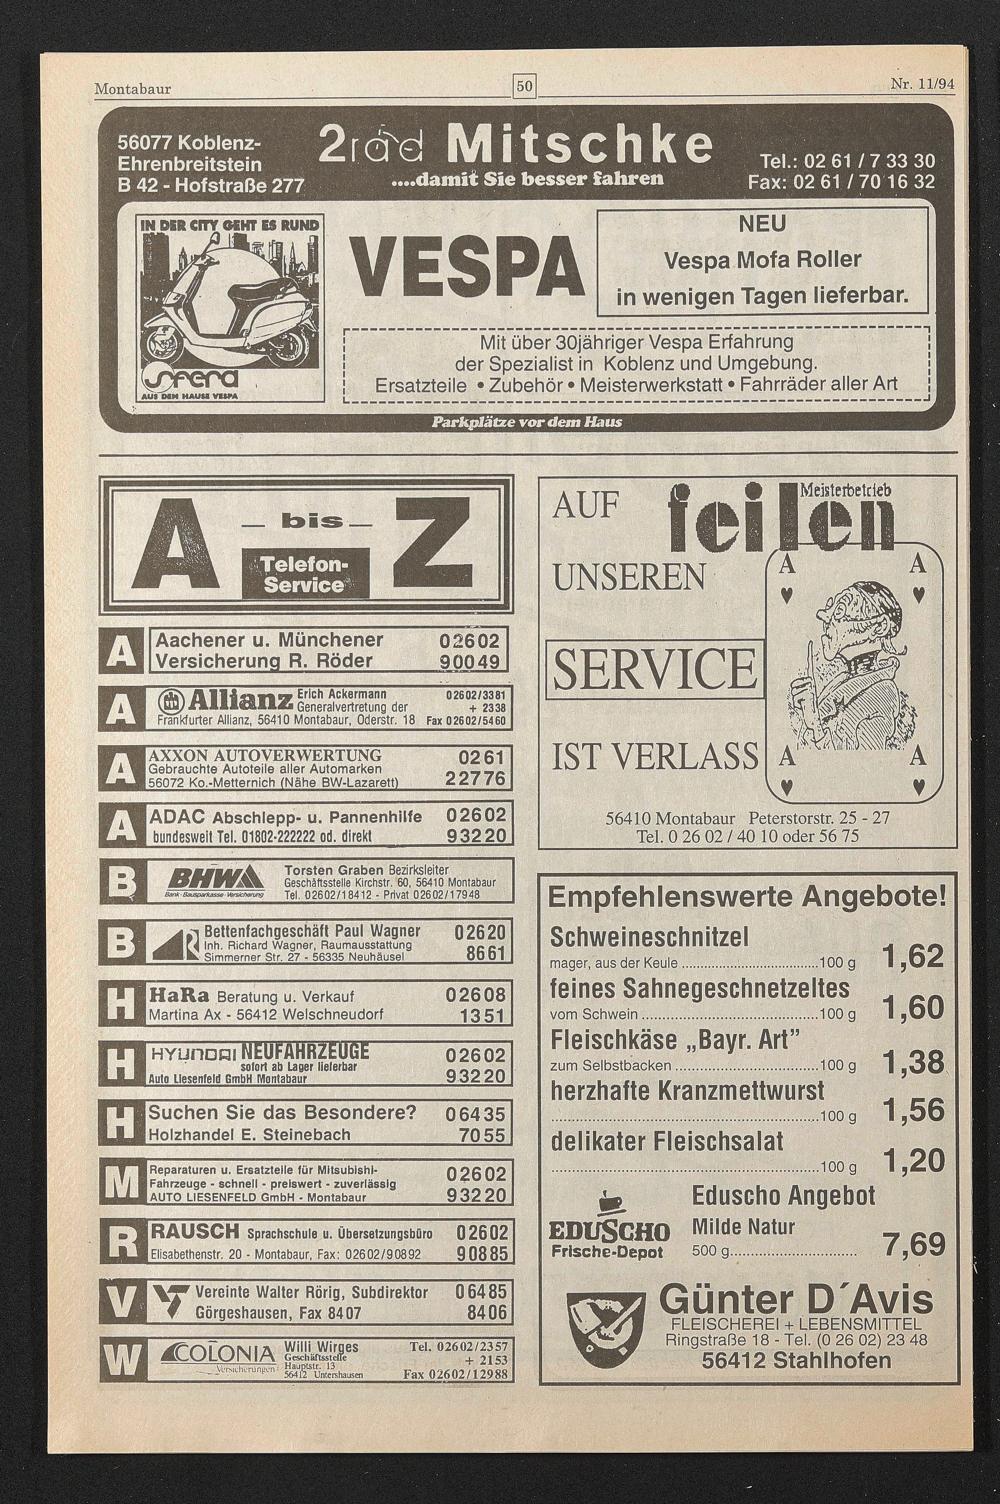 Montabaur
50
Nr. 11/94
56077 Koblenz-
Ehrenbreitstein
B 42 - Hofstraße 277
2rad Mitschke
....damit Sie besser fahren
Tel.: 02 61 / 7 33 30
Fax: 02 61 / 70 16 32
IN DER CITY GEHT ES RUND
Sfera
AUS DEM HAUSE VESPA
VESPA
NEU
Vespa Mofa Roller
in wenigen Tagen lieferbar.
Mit über 30jähriger Vespa Erfahrung
der Spezialist in Koblenz und Umgebung.
Ersatzteile • Zubehör • Meisterwerkstatt • Fahrräder aller Art
Parkplätze vor dem Haus
A — bis — Z
Telefon-
Service
A
Aachener u. Münchener 02602
Versicherung R. Röder 90049
A
Allianz Erich Ackermann 02602/3381
Generalvertretung der + 2338
Frankfurter Allianz, 56410 Montabaur, Oderstr. 18 Fax 02602/5460
A
AXXON AUTOVERWERTUNG 0261
Gebrauchte Autoteile aller Automarken
56072 Ko.-Metternich (Nähe BW-Lazarett) 22776
A
ADAC Abschlepp- u. Pannenhilfe 02602
bundesweit Tel. 01802-222222 od. direkt 93220
B
BHW
Bank · Bausparkasse · Versicherung
Torsten Graben Bezirksleiter
Geschäftsstelle Kirchstr. 60, 56410 Montabaur
Tel. 02602/18412 - Privat 02602/17948
B
Bettenfachgeschäft Paul Wagner 02620
Inh. Richard Wagner, Raumausstattung
Simmerner Str. 27 - 56335 Neuhäusel 8661
H
HaRa Beratung u. Verkauf 02608
Martina Ax - 56412 Welschneudorf 1351
H
HYUNDAI NEUFAHRZEUGE 02602
sofort ab Lager lieferbar
Auto Liesenfeld GmbH Montabaur 93220
H
Suchen Sie das Besondere? 06435
Holzhandel E. Steinebach 7055
M
Reparaturen u. Ersatzteile für Mitsubishi- 02602
Fahrzeuge - schnell - preiswert - zuverlässig
AUTO LIESENFELD GmbH - Montabaur 93220
R
RAUSCH Sprachschule u. Übersetzungsbüro 02602
Elisabethenstr. 20 - Montabaur, Fax: 02602/90892 90885
V
Vereinte Walter Rörig, Subdirektor 06485
Görgeshausen, Fax 8407 8406
W
COLONIA
Versicherungen
Willi Wirges Tel. 02602/2357
Geschäftsstelle
Hauptstr. 13 + 2153
56412 Untershausen Fax 02602/12988
AUF
feilen
Meisterbetrieb
UNSEREN
SERVICE
IST VERLASS
A ♥
A ♥
A ♥
A ♥
56410 Montabaur Peterstorstr. 25 - 27
Tel. 0 26 02 / 40 10 oder 56 75
Empfehlenswerte Angebote!
Schweineschnitzel
mager, aus der Keule ....................................100 g 1,62
feines Sahnegeschnetzeltes
vom Schwein ...............................................100 g 1,60
Fleischkäse „Bayr. Art”
zum Selbstbacken .......................................100 g 1,38
herzhafte Kranzmettwurst
......................................................................100 g 1,56
delikater Fleischsalat
......................................................................100 g 1,20
EDUSCHO
Frische-Depot
Eduscho Angebot
Milde Natur
500 g................................. 7,69
Günter D´Avis
FLEISCHEREI + LEBENSMITTEL
Ringstraße 18 - Tel. (0 26 02) 23 48
56412 Stahlhofen